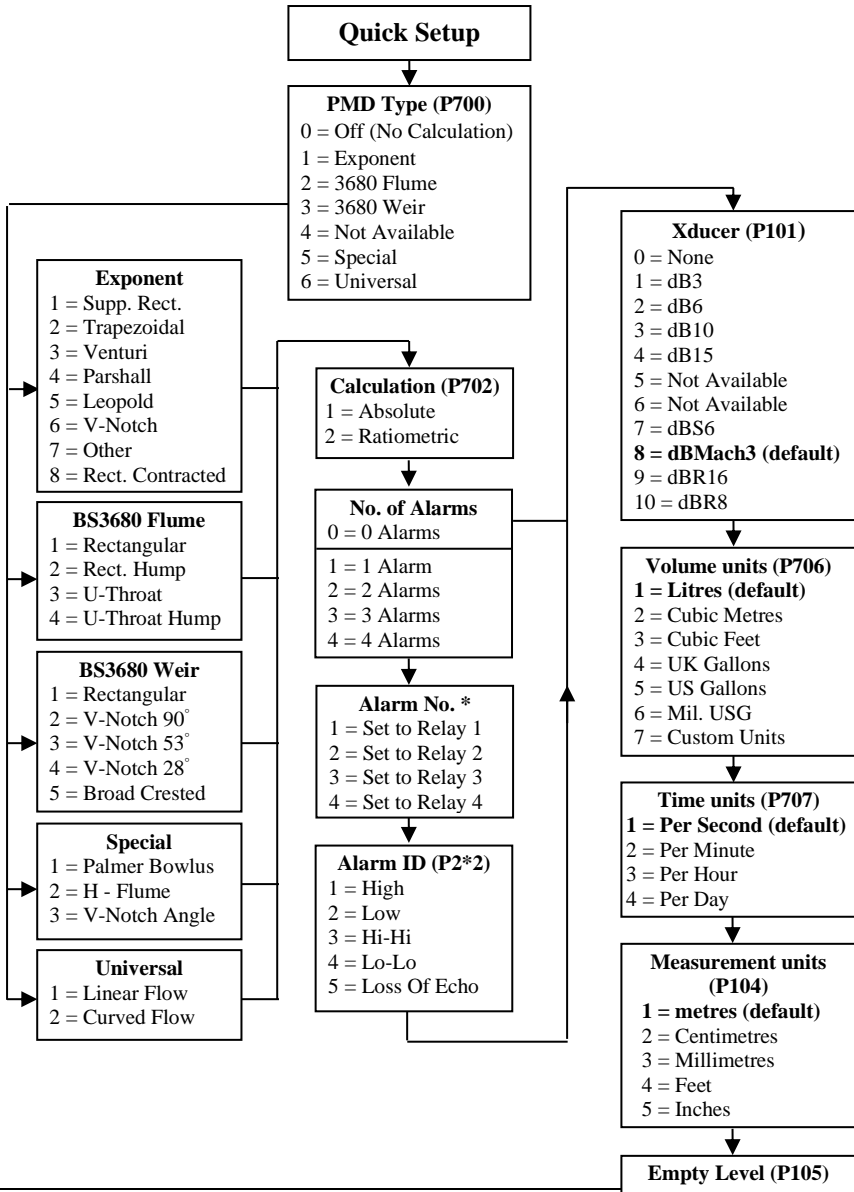 Quick Setup
PMD Type (P700)
0 = Off (No Calculation)
1 = Exponent
2 = 3680 Flume
3 = 3680 Weir
4 = Not Available
5 = Special
6 = Universal
Exponent
1 = Supp. Rect.
2 = Trapezoidal
3 = Venturi
4 = Parshall
5 = Leopold
6 = V-Notch
7 = Other
8 = Rect. Contracted
BS3680 Flume
1 = Rectangular
2 = Rect. Hump
3 = U-Throat
4 = U-Throat Hump
BS3680 Weir
1 = Rectangular
2 = V-Notch 90°
3 = V-Notch 53°
4 = V-Notch 28°
5 = Broad Crested
Special
1 = Palmer Bowlus
2 = H - Flume
3 = V-Notch Angle
Universal
1 = Linear Flow
2 = Curved Flow
Calculation (P702)
1 = Absolute
2 = Ratiometric
No. of Alarms
0 = 0 Alarms
1 = 1 Alarm
2 = 2 Alarms
3 = 3 Alarms
4 = 4 Alarms
Alarm No. *
1 = Set to Relay 1
2 = Set to Relay 2
3 = Set to Relay 3
4 = Set to Relay 4
Alarm ID (P2*2)
1 = High
2 = Low
3 = Hi-Hi
4 = Lo-Lo
5 = Loss Of Echo
Xducer (P101)
0 = None
1 = dB3
2 = dB6
3 = dB10
4 = dB15
5 = Not Available
6 = Not Available
7 = dBS6
8 = dBMach3 (default)
9 = dBR16
10 = dBR8
Volume units (P706)
1 = Litres (default)
2 = Cubic Metres
3 = Cubic Feet
4 = UK Gallons
5 = US Gallons
6 = Mil. USG
7 = Custom Units
Time units (P707)
1 = Per Second (default)
2 = Per Minute
3 = Per Hour
4 = Per Day
Measurement units
(P104)
1 = metres (default)
2 = Centimetres
3 = Millimetres
4 = Feet
5 = Inches
Empty Level (P105)